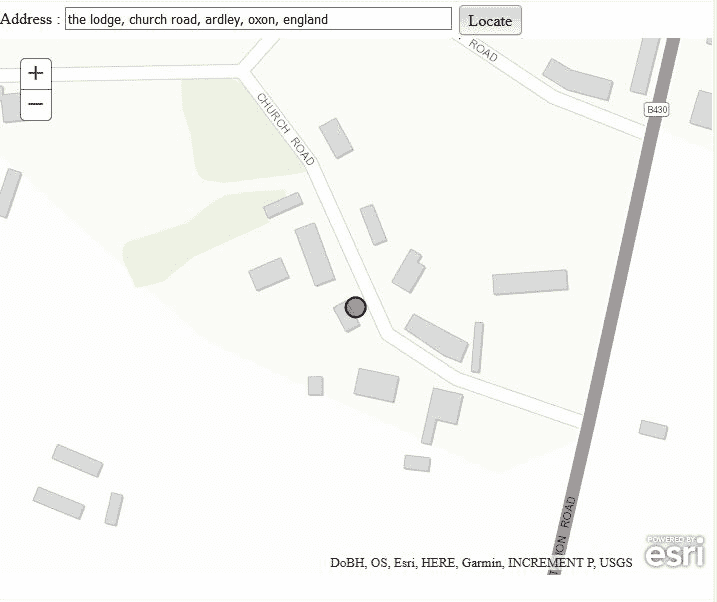 Address : the lodge, church road, ardley, oxon, england Locate
ROAD
+
B430
−
CHURCH ROAD
ION ROAD
POWERED BY
esri
DoBH, OS, Esri, HERE, Garmin, INCREMENT P, USGS